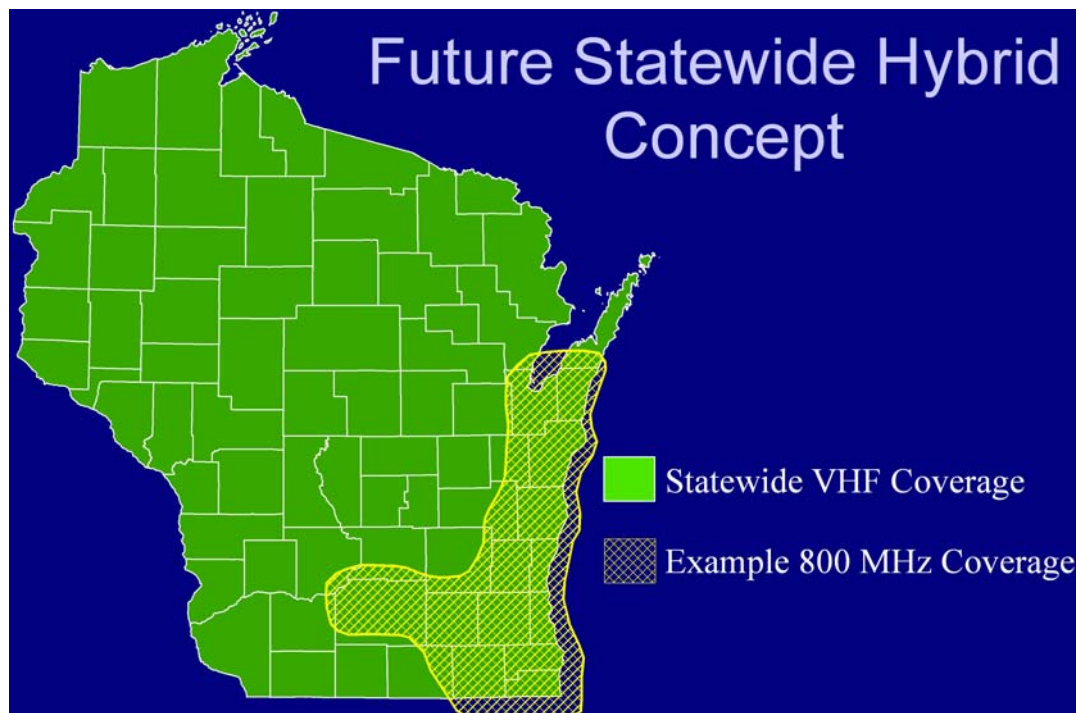 Future Statewide Hybrid
Concept
Statewide VHF Coverage
Example 800 MHz Coverage